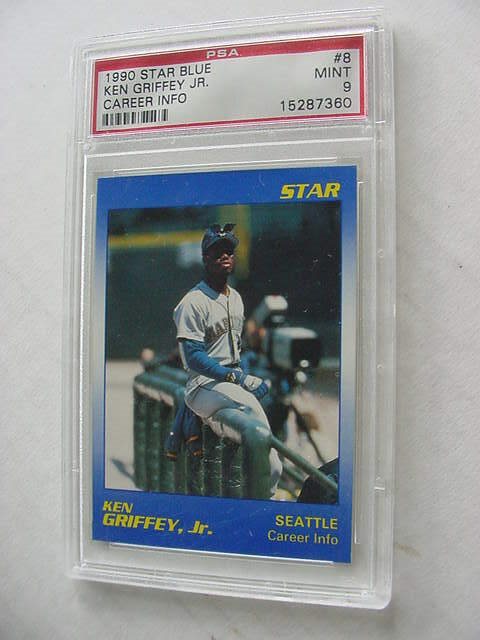 PSA
1990 STAR BLUE #8
KEN GRIFFEY JR. MINT
CAREER INFO 9
15287360
STAR
KEN
GRIFFEY, Jr.
SEATTLE
Career Info